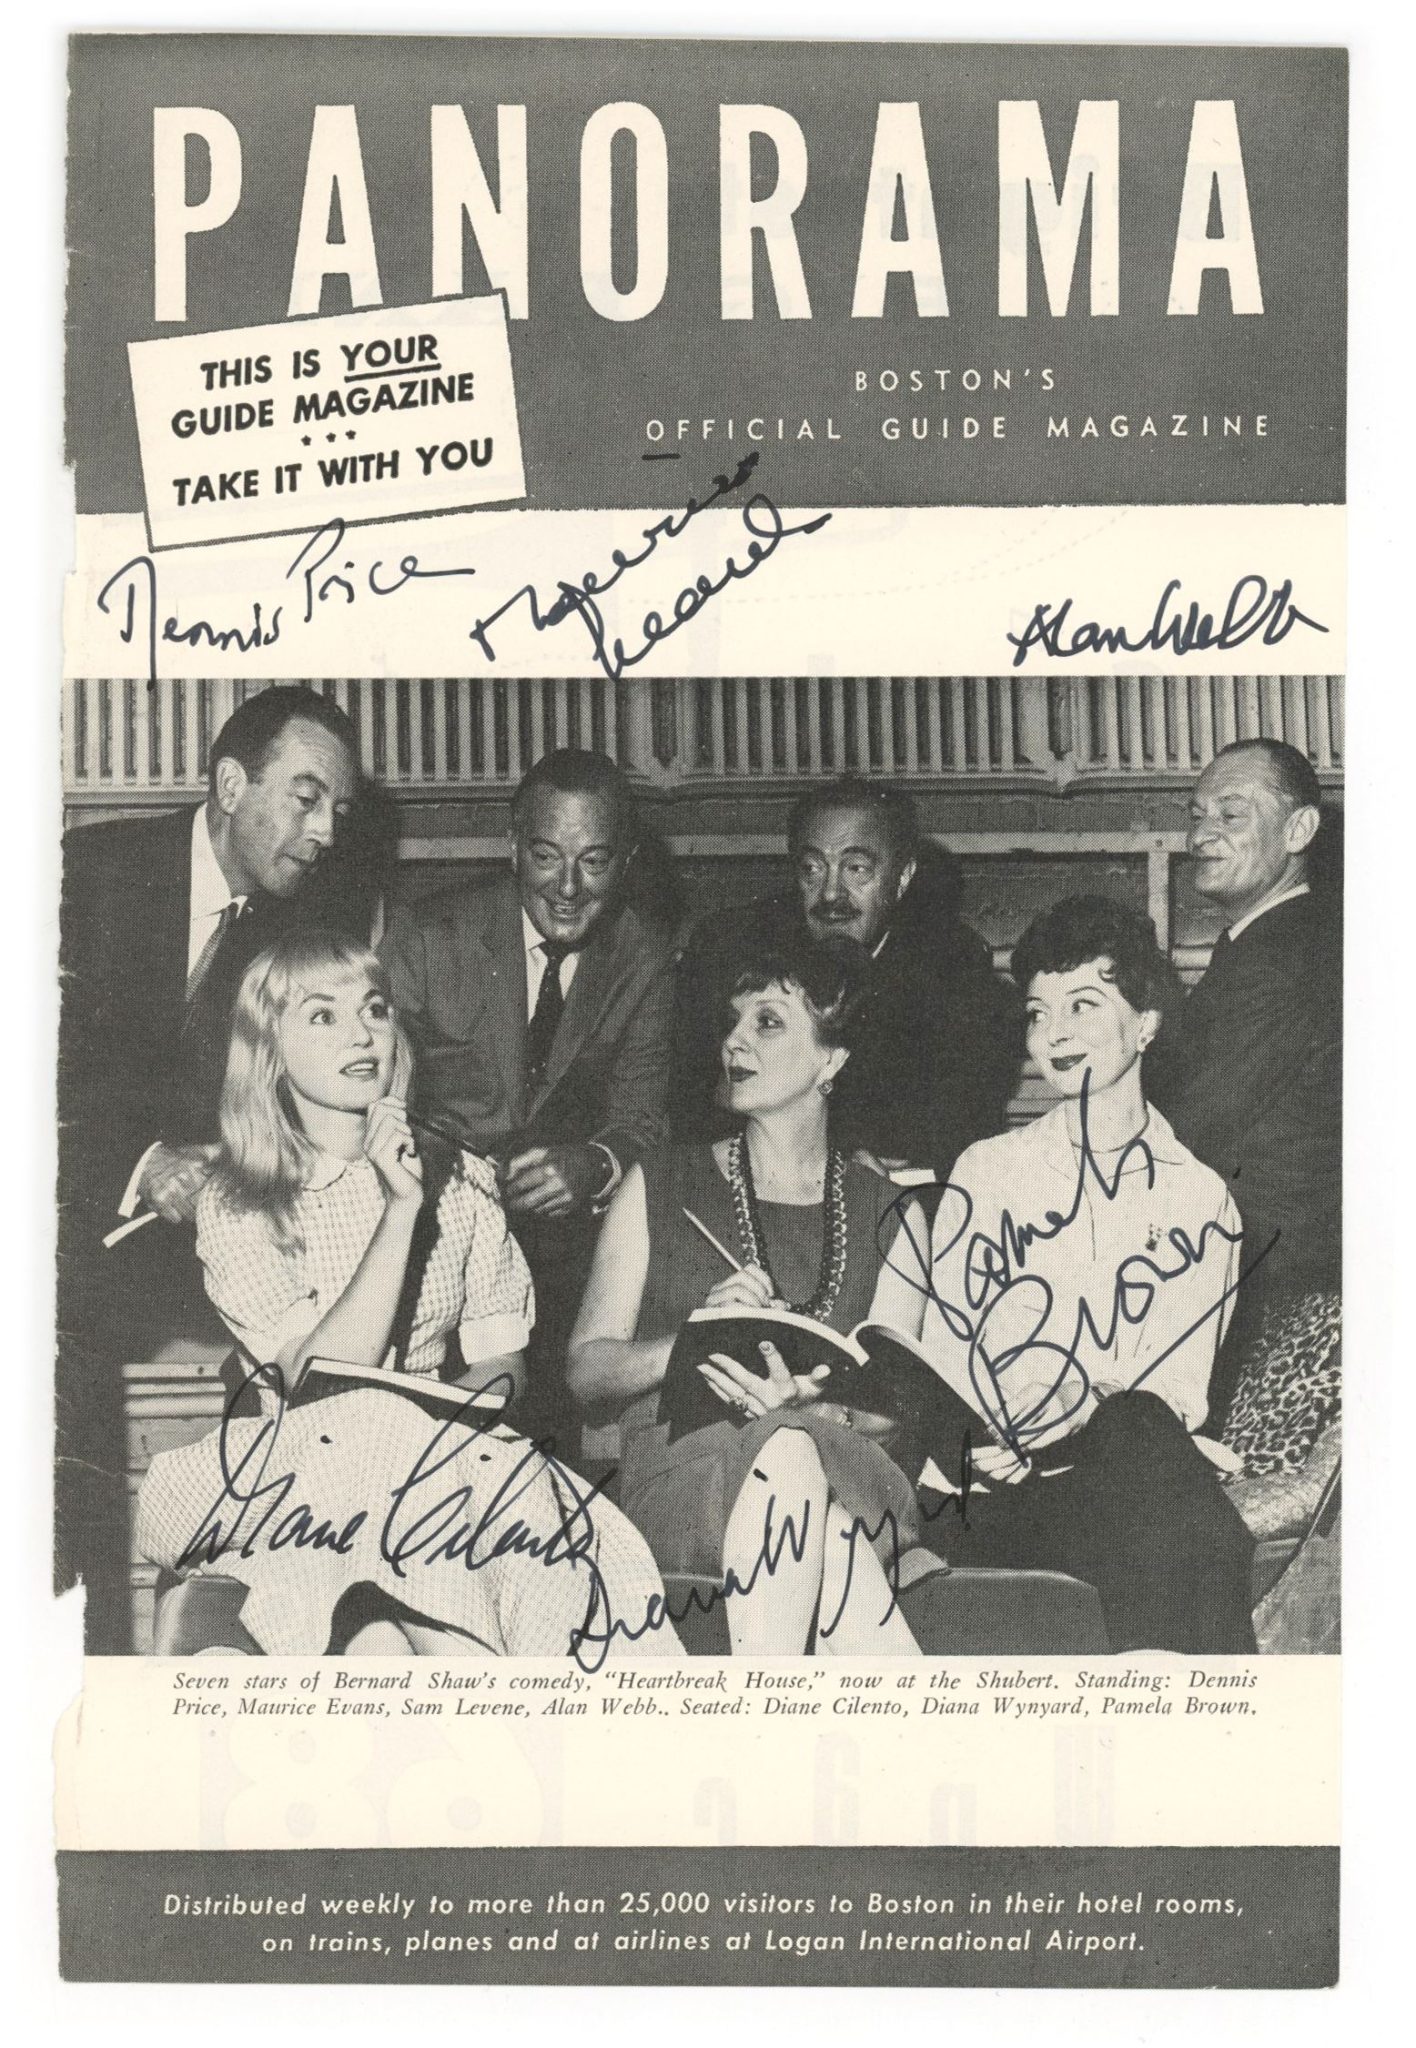 PANORAMA
THIS IS YOUR
GUIDE MAGAZINE
...
TAKE IT WITH YOU
BOSTON'S
OFFICIAL GUIDE MAGAZINE
Dennis Price
Maurice
Alan Webb
Pamela
Brown
Diane Cilento
Diana Wynyard
Seven stars of Bernard Shaw's comedy, “Heartbreak House,” now at the Shubert. Standing: Dennis
Price, Maurice Evans, Sam Levene, Alan Webb.. Seated: Diane Cilento, Diana Wynyard, Pamela Brown.
Distributed weekly to more than 25,000 visitors to Boston in their hotel rooms,
on trains, planes and at airlines at Logan International Airport.